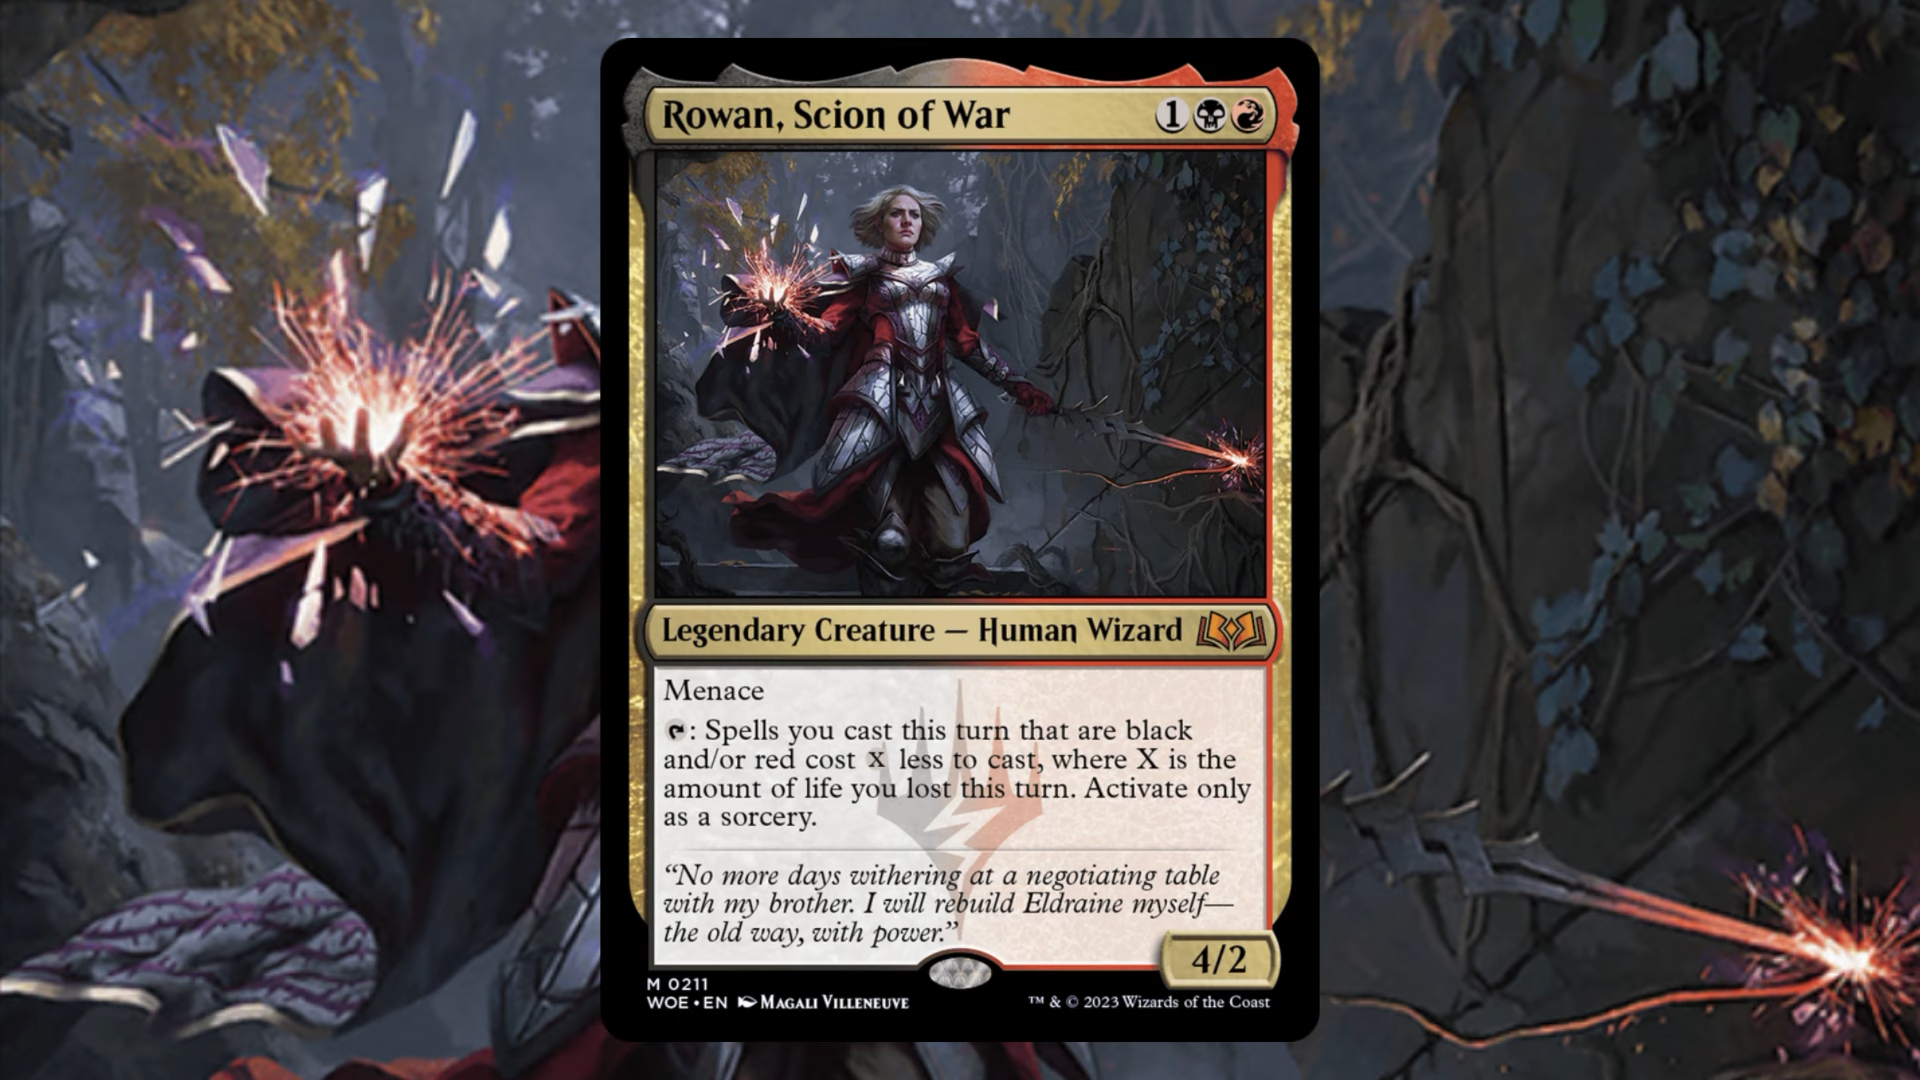 Rowan, Scion of War 1
Legendary Creature — Human Wizard
Menace
: Spells you cast this turn that are black
and/or red cost X less to cast, where X is the
amount of life you lost this turn. Activate only
as a sorcery.
“No more days withering at a negotiating table
with my brother. I will rebuild Eldraine myself—
the old way, with power.”
4/2
M 0211
WOE • EN Magali Villeneuve
™ & © 2023 Wizards of the Coast